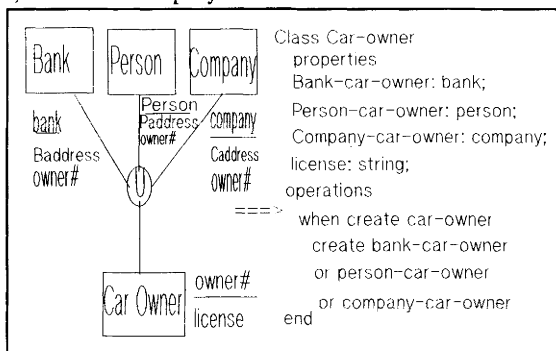 Bank
Person
Company
bank
Baddress
owner#
Person
Paddress
owner#
company
Caddress
owner#
U
Car Owner
owner#
license
===>
Class Car-owner
properties
Bank-car-owner: bank;
Person-car-owner: person;
Company-car-owner: company;
license: string;
operations
when create car-owner
create bank-car-owner
or person-car-owner
or company-car-owner
end